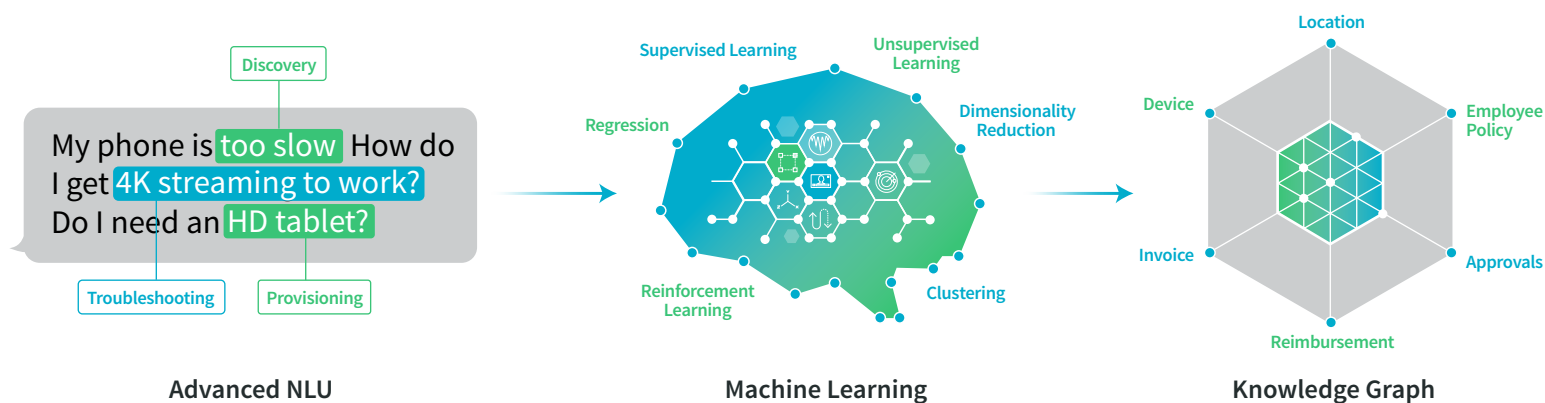 Discovery
My phone is too slow How do
I get 4K streaming to work?
Do I need an HD tablet?
Troubleshooting
Provisioning
Advanced NLU
Supervised Learning
Unsupervised
Learning
Regression
Dimensionality
Reduction
Reinforcement
Learning
Clustering
Machine Learning
Location
Device
Employee
Policy
Invoice
Approvals
Reimbursement
Knowledge Graph